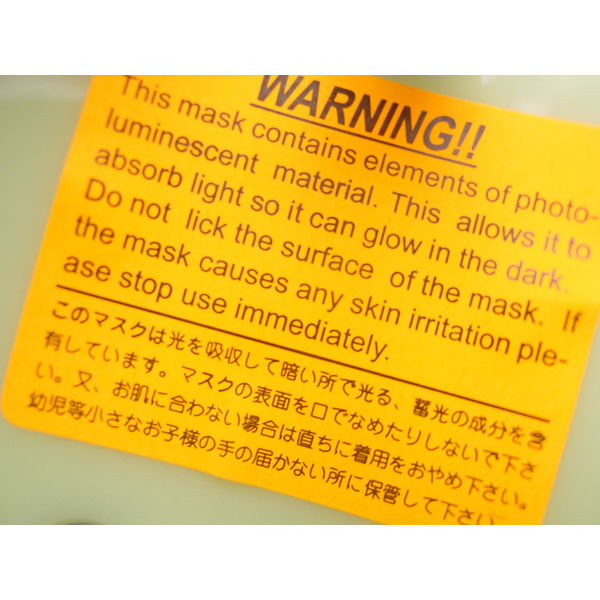 WARNING!!
This mask contains elements of photo-
luminescent material. This allows it to
absorb light so it can glow in the dark.
Do not lick the surface of the mask. If
the mask causes any skin irritation ple-
ase stop use immediately.
このマスクは光を吸収して暗い所で光る、蓄光の成分を含
有しています。マスクの表面を口でなめたりしないで下さ
い。又、お肌に合わない場合は直ちに着用をおやめ下さい。
幼児等小さなお子様の手の届かない所に保管して下さい